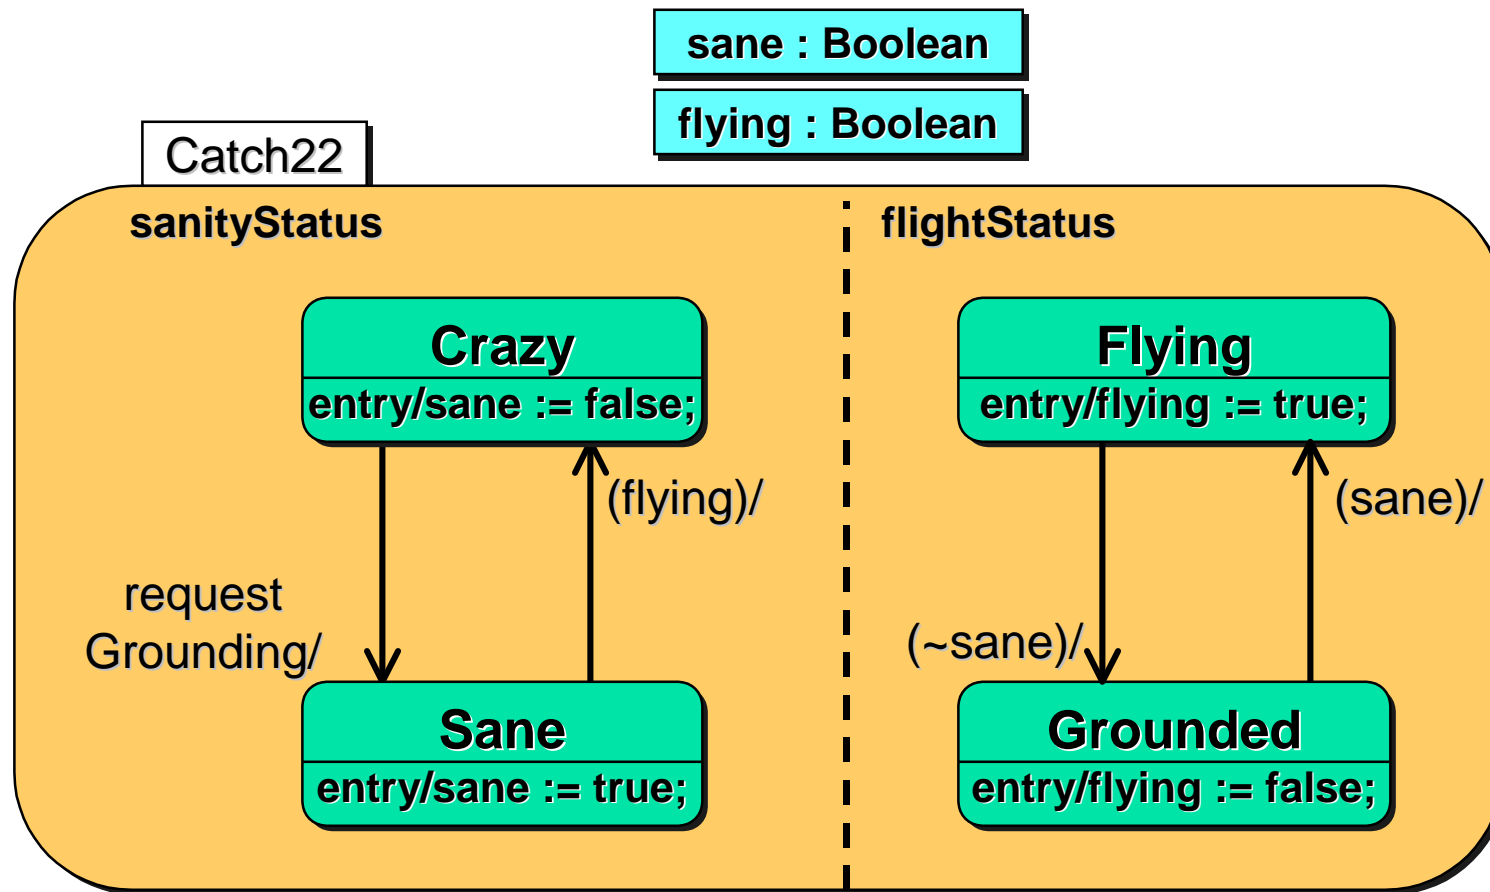 sane : Boolean
flying : Boolean
Catch22
sanityStatus
flightStatus
Crazy
entry/sane := false;
Flying
entry/flying := true;
(flying)/
(sane)/
request
Grounding/
(~sane)/
Sane
entry/sane := true;
Grounded
entry/flying := false;